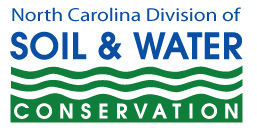 North Carolina Division of
SOIL & WATER
CONSERVATION